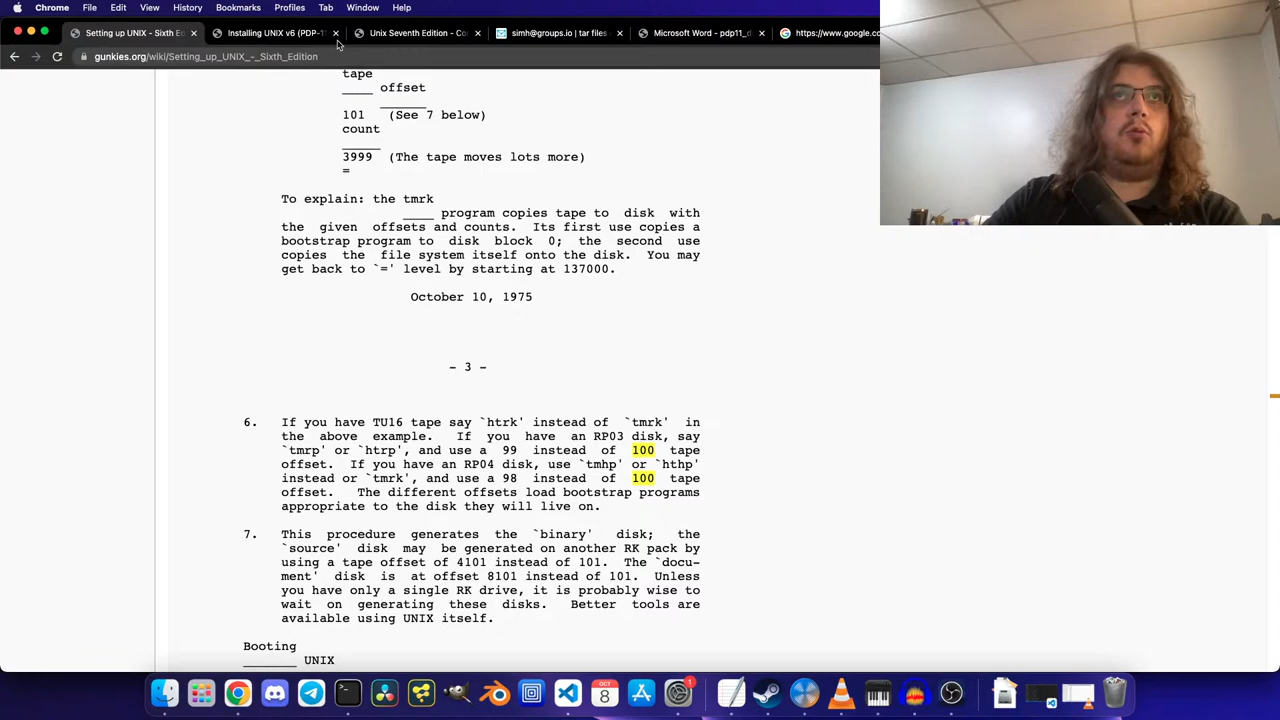 Chrome File Edit View History Bookmarks Profiles Tab Window Help
Setting up UNIX - Sixth Ed × Installing UNIX v6 (PDP-11 × Unix Seventh Edition - Co × simh@groups.io | tar files × Microsoft Word - pdp11_d × https://www.google.co
gunkies.org/wiki/Setting_up_UNIX_-_Sixth_Edition
tape
____ offset
______
101 (See 7 below)
count
_____
3999 (The tape moves lots more)
=
To explain: the tmrk
____ program copies tape to disk with
the given offsets and counts. Its first use copies a
bootstrap program to disk block 0; the second use
copies the file system itself onto the disk. You may
get back to `=' level by starting at 137000.
October 10, 1975
- 3 -
6. If you have TU16 tape say `htrk' instead of `tmrk' in
the above example. If you have an RP03 disk, say
`tmrp' or `htrp', and use a 99 instead of 100 tape
offset. If you have an RP04 disk, use `tmhp' or `hthp'
instead or `tmrk', and use a 98 instead of 100 tape
offset. The different offsets load bootstrap programs
appropriate to the disk they will live on.
7. This procedure generates the `binary' disk; the
`source' disk may be generated on another RK pack by
using a tape offset of 4101 instead of 101. The `docu-
ment' disk is at offset 8101 instead of 101. Unless
you have only a single RK drive, it is probably wise to
wait on generating these disks. Better tools are
available using UNIX itself.
Booting
_______ UNIX
OCT
8
1